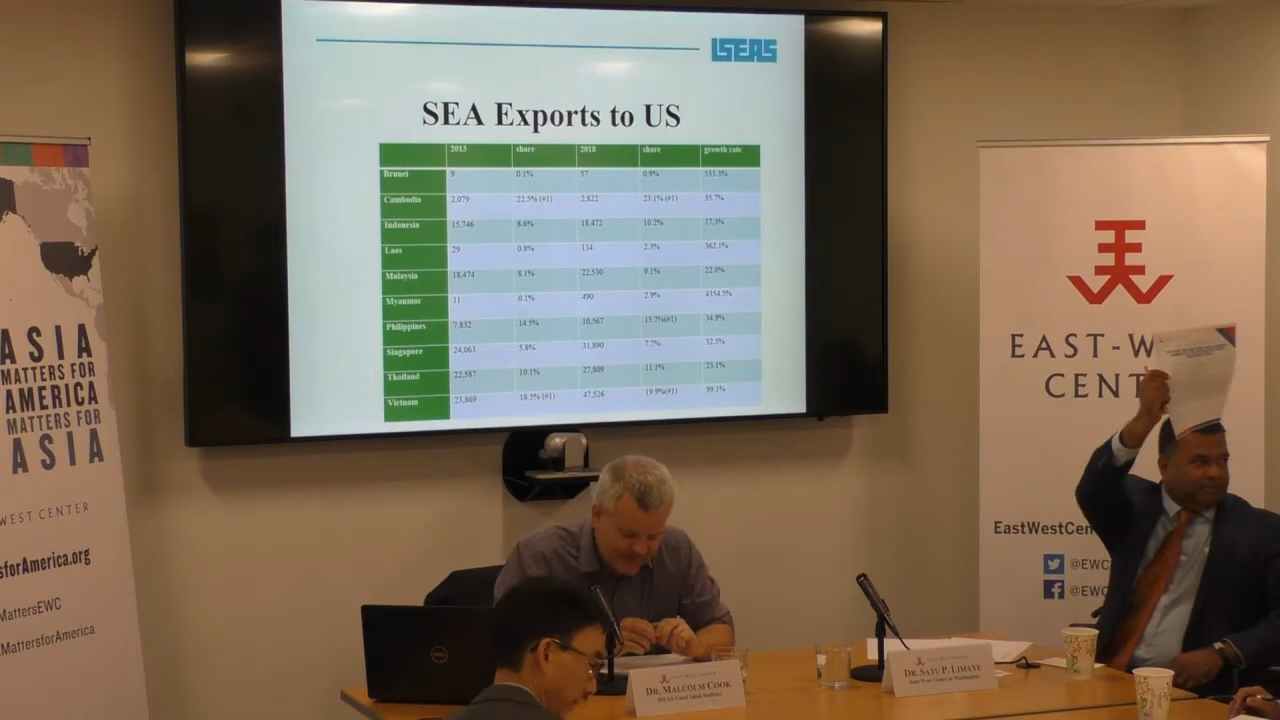 ISEAS
SEA Exports to US
2013 share 2018 share growth rate
Brunei 9 0.1% 57 0.9% 533.3%
Cambodia 2,079 22.5% (#1) 2,822 23.1% (#1) 35.7%
Indonesia 15,746 8.6% 18,472 10.2% 17.3%
Laos 29 0.8% 134 2.3% 362.1%
Malaysia 18,474 8.1% 22,530 9.1% 22.0%
Myanmar 11 0.1% 490 2.9% 4354.5%
Philippines 7,832 14.5% 10,567 15.7%(#1) 34.9%
Singapore 24,063 5.8% 31,890 7.7% 32.5%
Thailand 22,587 10.1% 27,809 11.1% 23.1%
Vietnam 23,869 18.5% (#1) 47,526 19.9%(#1) 99.1%
ASIA
MATTERS FOR
AMERICA
MATTERS FOR
ASIA
WEST CENTER
sforAmerica.org
MattersEWC
MattersforAmerica
EAST-W
CENT
EastWestCen
@EWC
@EWC
EAST-WEST CENTER
DR. MALCOLM COOK
EAST-WEST CENTER
DR. SATU P. LIMAYE
East-West Center in Washington
DELL